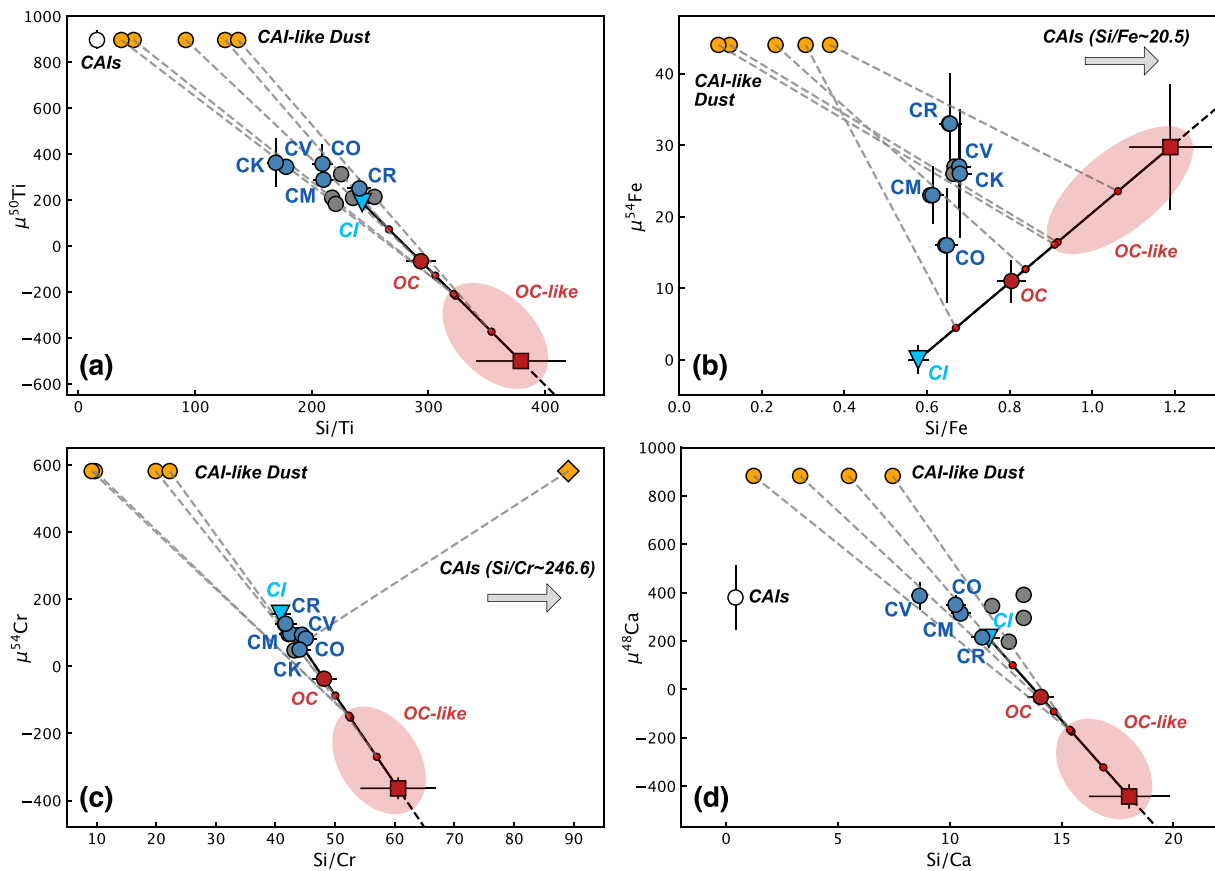 1000
800
600
400
200
0
−200
−400
−600
μ⁵⁰Ti
CAIs
CAI-like Dust
CV
CO
CK
CR
CM
CI
OC
OC-like
(a)
0
100
200
300
400
Si/Ti
40
30
20
10
0
μ⁵⁴Fe
CAIs (Si/Fe~20.5)
CAI-like
Dust
CR
CV
CK
CM
CO
OC-like
OC
CI
(b)
0.0
0.2
0.4
0.6
0.8
1.0
1.2
Si/Fe
600
400
200
0
−200
−400
μ⁵⁴Cr
CAI-like Dust
CAIs (Si/Cr~246.6)
CI
CR
CV
CM
CO
CK
OC
OC-like
(c)
10
20
30
40
50
60
70
80
90
100
Si/Cr
1000
800
600
400
200
0
−200
−400
μ⁴⁸Ca
CAI-like Dust
CAIs
CV
CO
CM
CI
CR
OC
OC-like
(d)
0
5
10
15
20
Si/Ca